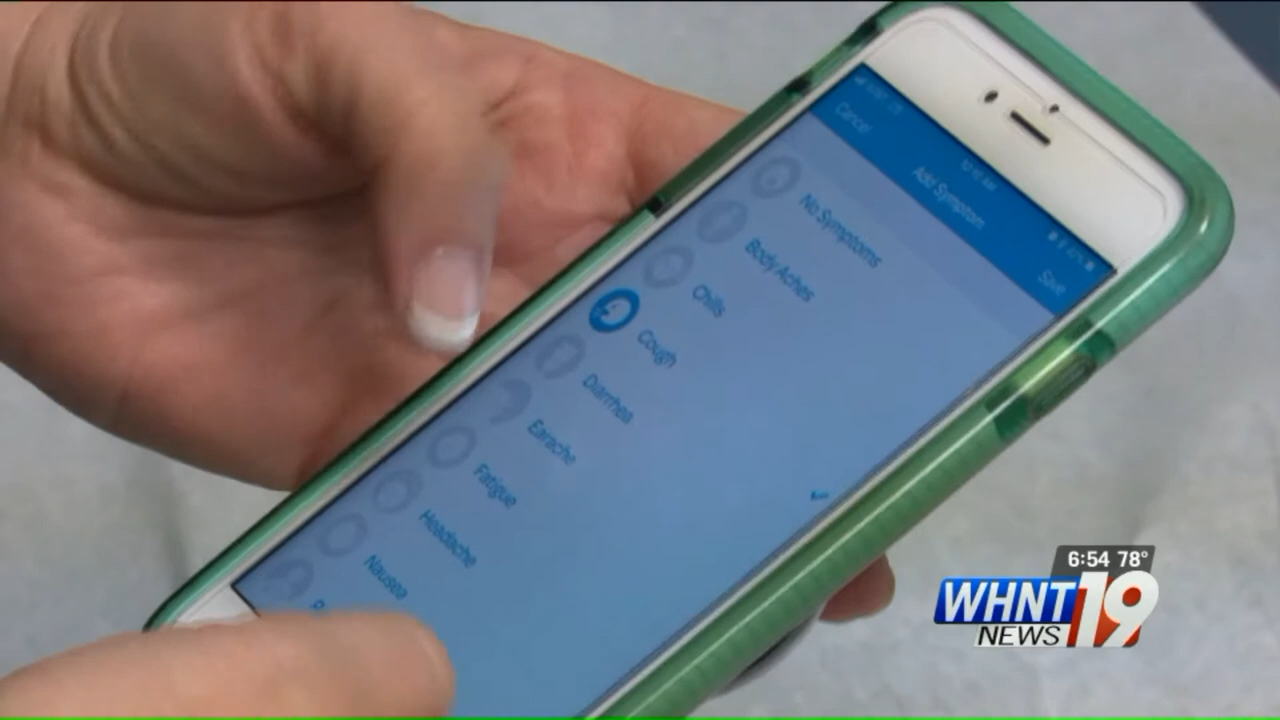 Cancel
Add Symptom
Save
No Symptoms
Body Aches
Chills
Cough
Diarrhea
Earache
Fatigue
Headache
Nausea
6:54 78°
WHNT 19
NEWS